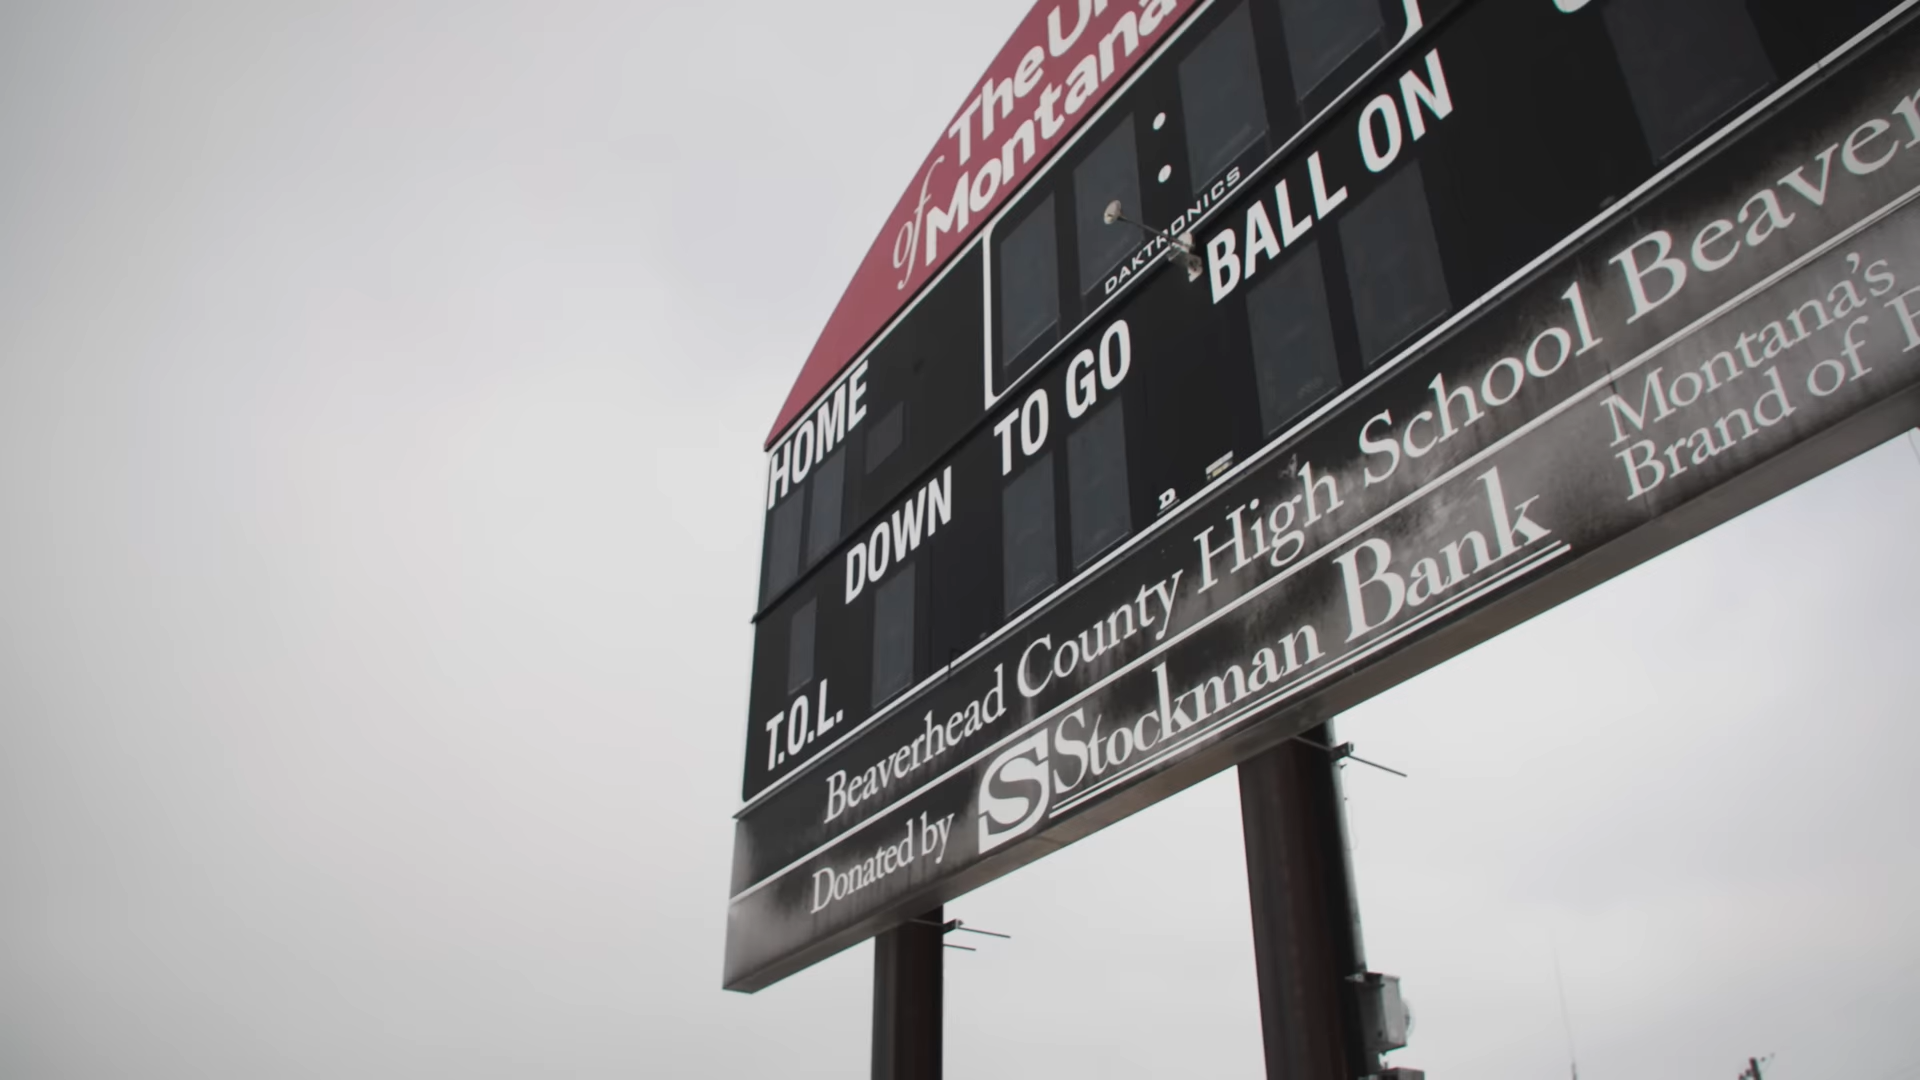 The
of Montana
DAKTRONICS
HOME
DOWN
TO GO
BALL ON
T.O.L.
Beaverhead County High School
Montana's
Donated by S Stockman Bank
Brand of